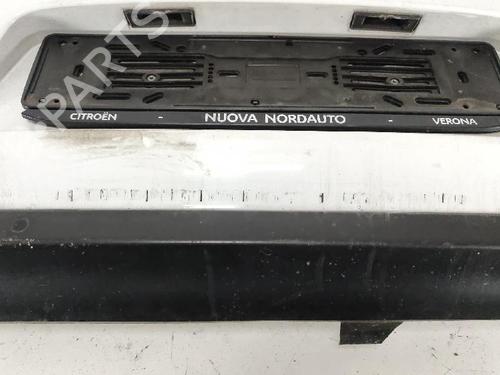 PARTS
CITROËN - NUOVA NORDAUTO - VERONA